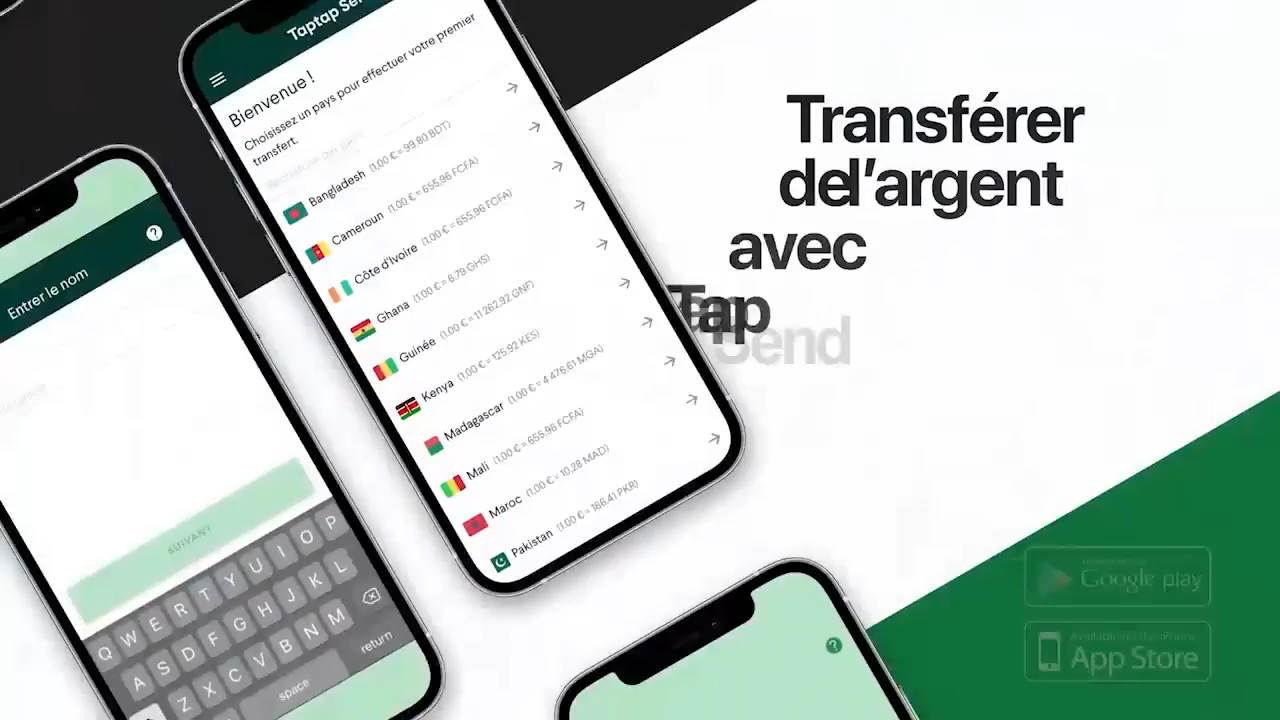 Taptap Sen
Bienvenue !
Choisissez un pays pour effectuer votre premier
transfert.
Bangladesh (1.00 € = 99.80 BDT)
Cameroun (1.00 € = 655.96 FCFA)
Côte d'Ivoire (1.00 € = 655.96 FCFA)
Ghana (1.00 € = 6.79 GHS)
Guinée (1.00 € = 11 262.92 GNF)
Kenya (1.00 € = 125.92 KES)
Madagascar (1.00 € = 4 476.61 MGA)
Mali (1.00 € = 655.96 FCFA)
Maroc (1.00 € = 10.28 MAD)
Pakistan (1.00 € = 186.41 PKR)
Entrer le nom
SUIVANT
Q W E R T Y U I O P
A S D F G H J K L
Z X C V B N M
space return
Transférer
del'argent
avec
Tap
Send
Google play
Available on the iPhone
App Store